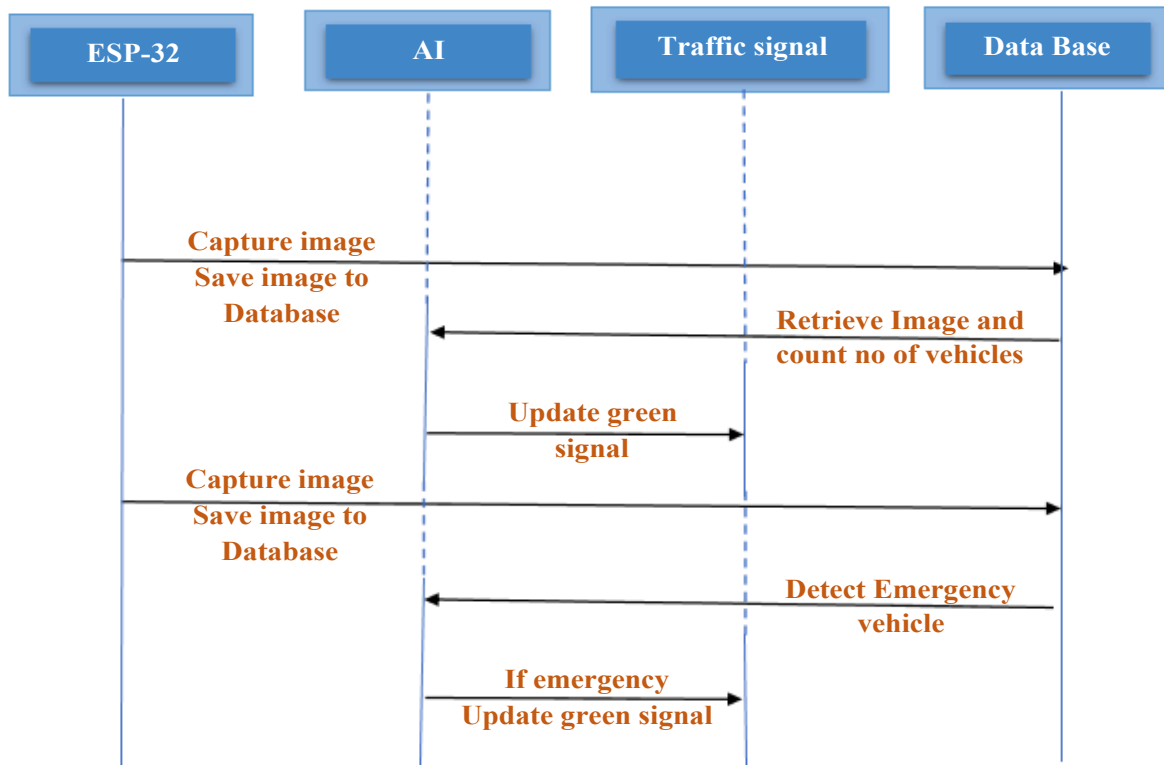 ESP-32
AI
Traffic signal
Data Base
Capture image
Save image to
Database
Retrieve Image and
count no of vehicles
Update green
signal
Capture image
Save image to
Database
Detect Emergency
vehicle
If emergency
Update green signal